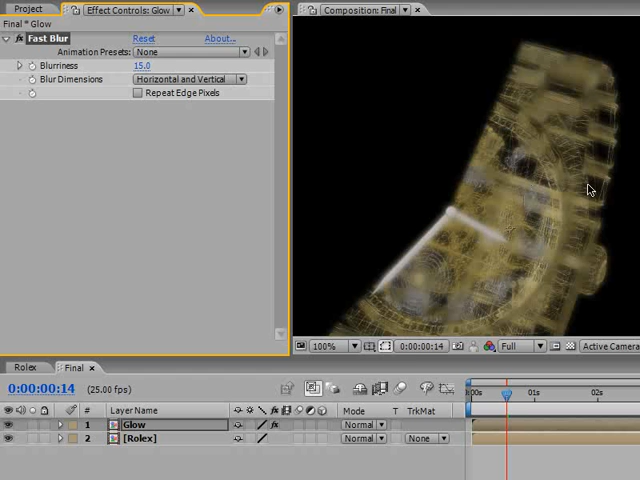 Project
Effect Controls: Glow
Composition: Final
Final * Glow
Fast Blur Reset About...
Animation Presets: None
Blurriness 15.0
Blur Dimensions Horizontal and Vertical
Repeat Edge Pixels
100% 0:00:00:14 Full Active Camera
Rolex Final
0:00:00:14 (25.00 fps)
# Layer Name Mode T TrkMat
:00s 01s 02s
1 Glow Normal
2 [Rolex] Normal None